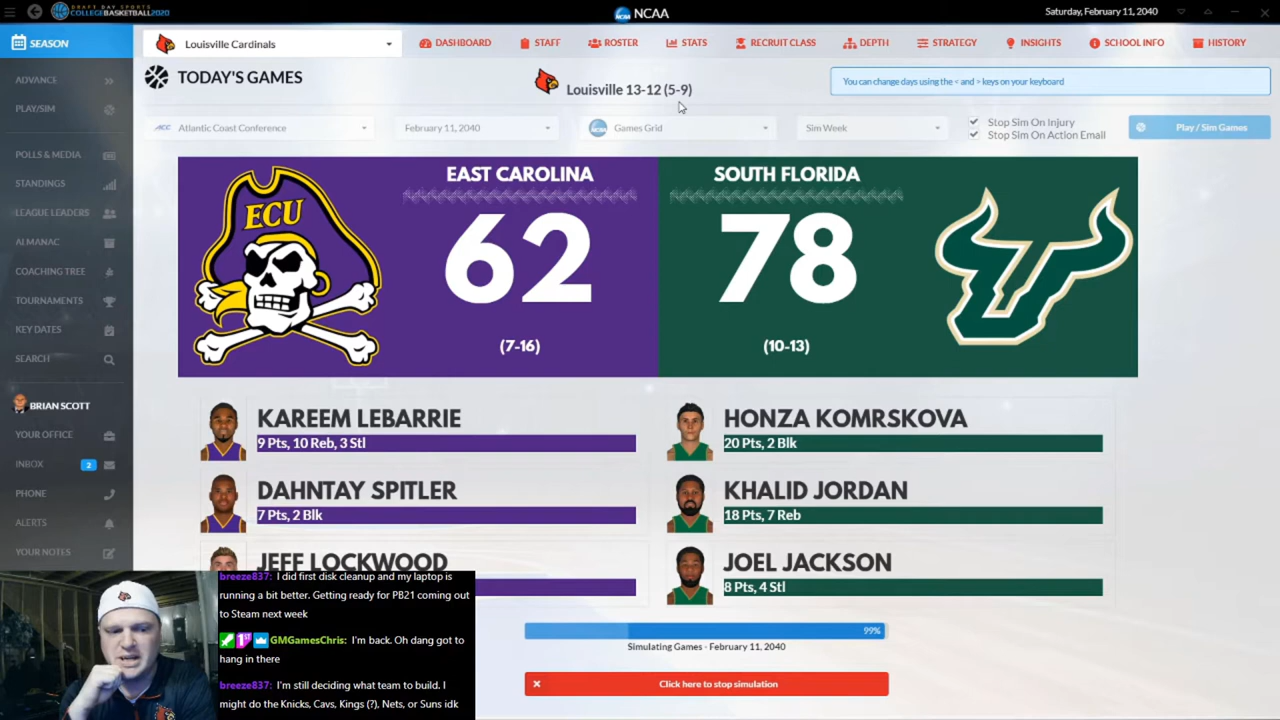 DRAFT DAY SPORTS
COLLEGE BASKETBALL 2020
NCAA
Saturday, February 11, 2040
SEASON
Louisville Cardinals
DASHBOARD
STAFF
ROSTER
STATS
RECRUIT CLASS
DEPTH
STRATEGY
INSIGHTS
SCHOOL INFO
HISTORY
ADVANCE
PLAY/SIM
POLLS & MEDIA
STANDINGS
LEAGUE LEADERS
ALMANAC
COACHING TREE
TOURNAMENTS
KEY DATES
SEARCH
BRIAN SCOTT
YOUR OFFICE
INBOX 2
PHONE
ALERTS
YOUR NOTES
TODAY'S GAMES
Louisville 13-12 (5-9)
You can change days using the < and > keys on your keyboard
ACC Atlantic Coast Conference
February 11, 2040
Games Grid
Sim Week
Stop Sim On Injury
Stop Sim On Action Email
Play / Sim Games
ECU
EAST CAROLINA
62
(7-16)
SOUTH FLORIDA
78
(10-13)
KAREEM LEBARRIE
9 Pts, 10 Reb, 3 Stl
DAHNTAY SPITLER
7 Pts, 2 Blk
JEFF LOCKWOOD
HONZA KOMRSKOVA
20 Pts, 2 Blk
KHALID JORDAN
18 Pts, 7 Reb
JOEL JACKSON
8 Pts, 4 Stl
99%
Simulating Games - February 11, 2040
Click here to stop simulation
breeze837: I did first disk cleanup and my laptop is
running a bit better. Getting ready for PB21 coming out
to Steam next week
GMGamesChris: I'm back. Oh dang got to
hang in there
breeze837: I'm still deciding what team to build. I
might do the Knicks, Cavs, Kings (?), Nets, or Suns idk